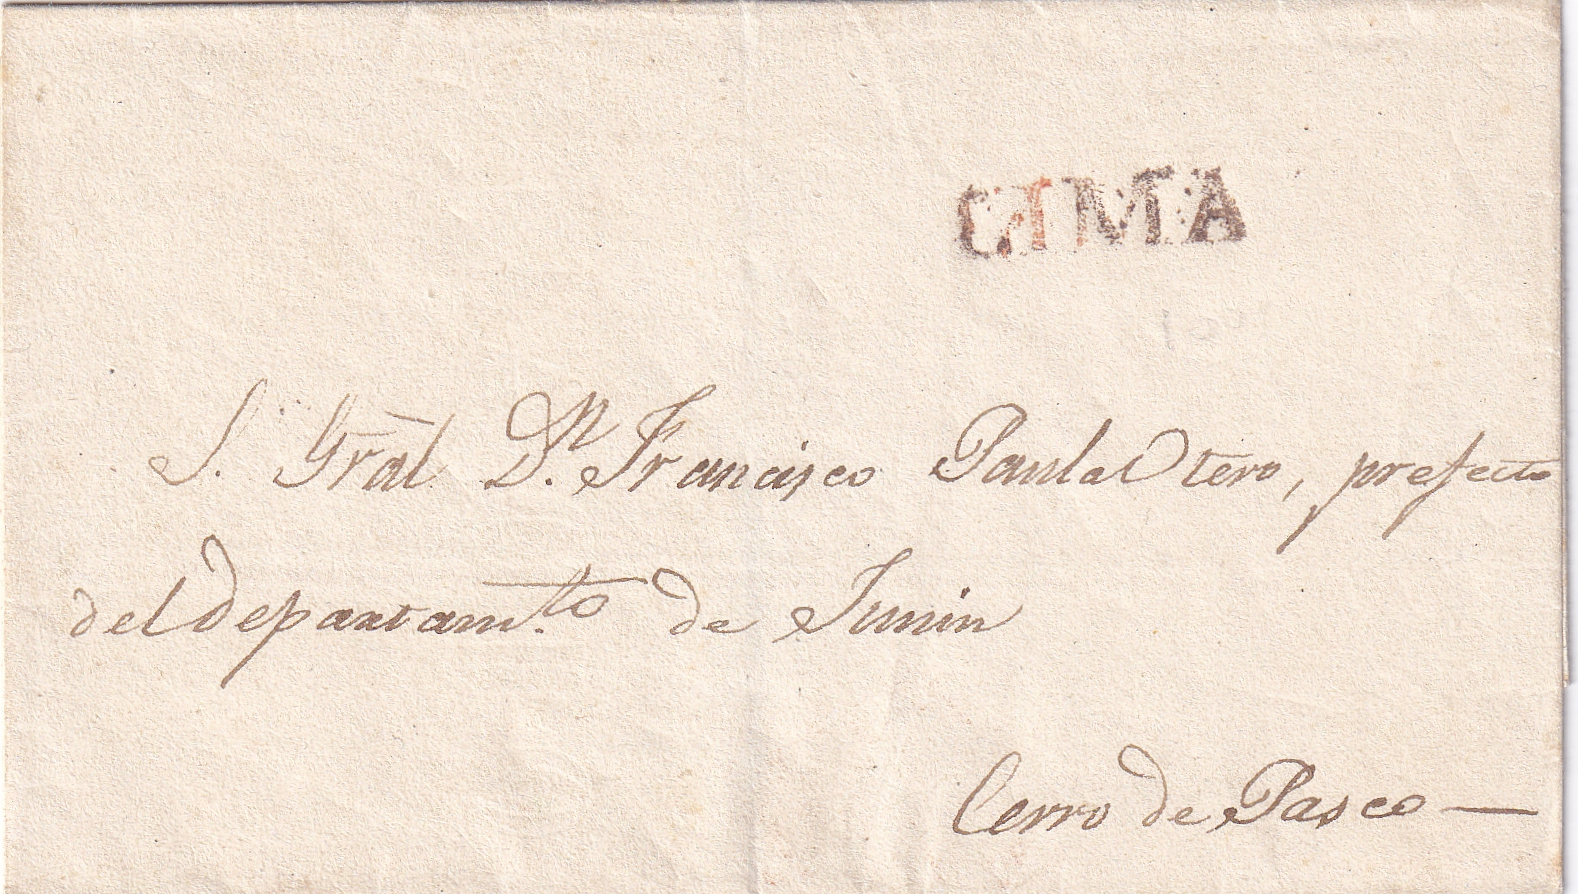 LIMA
S. Gral D.n Francisco Paula Otero, prefecto
del departam.to de Junin
Cerro de Pasco —